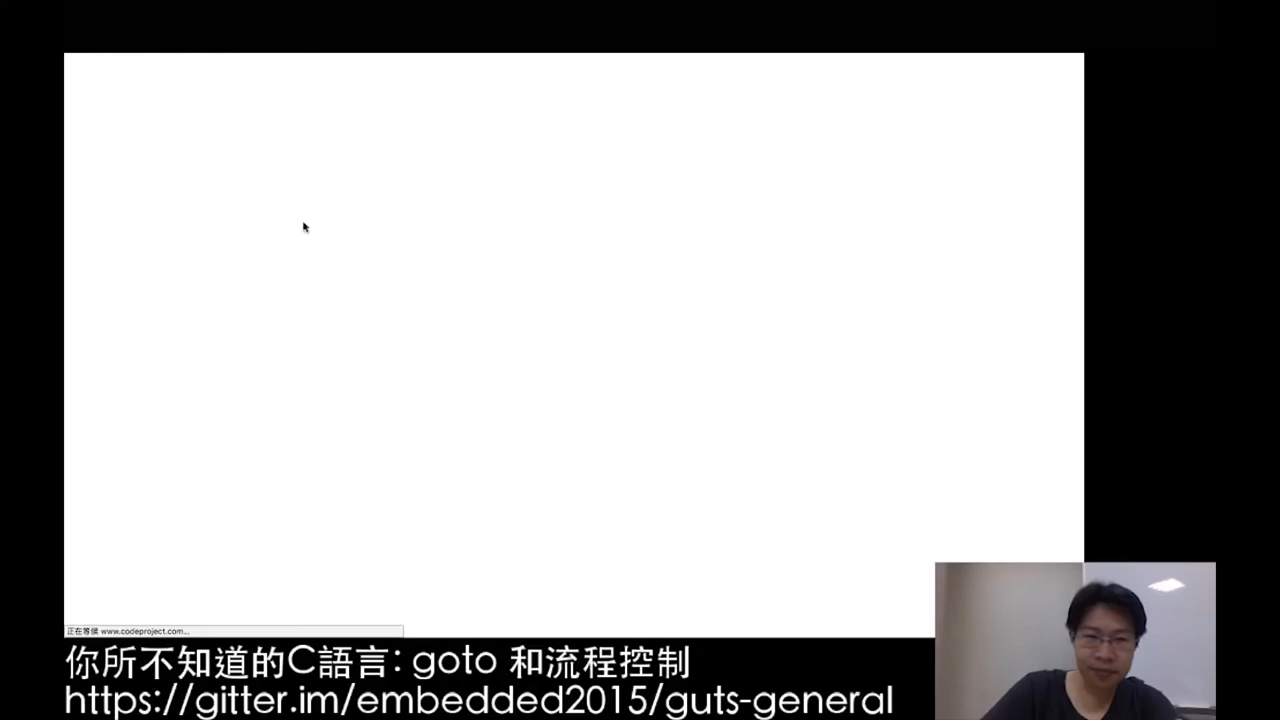 正在等候 www.codeproject.com...
你所不知道的C語言: goto 和流程控制
https://gitter.im/embedded2015/guts-general